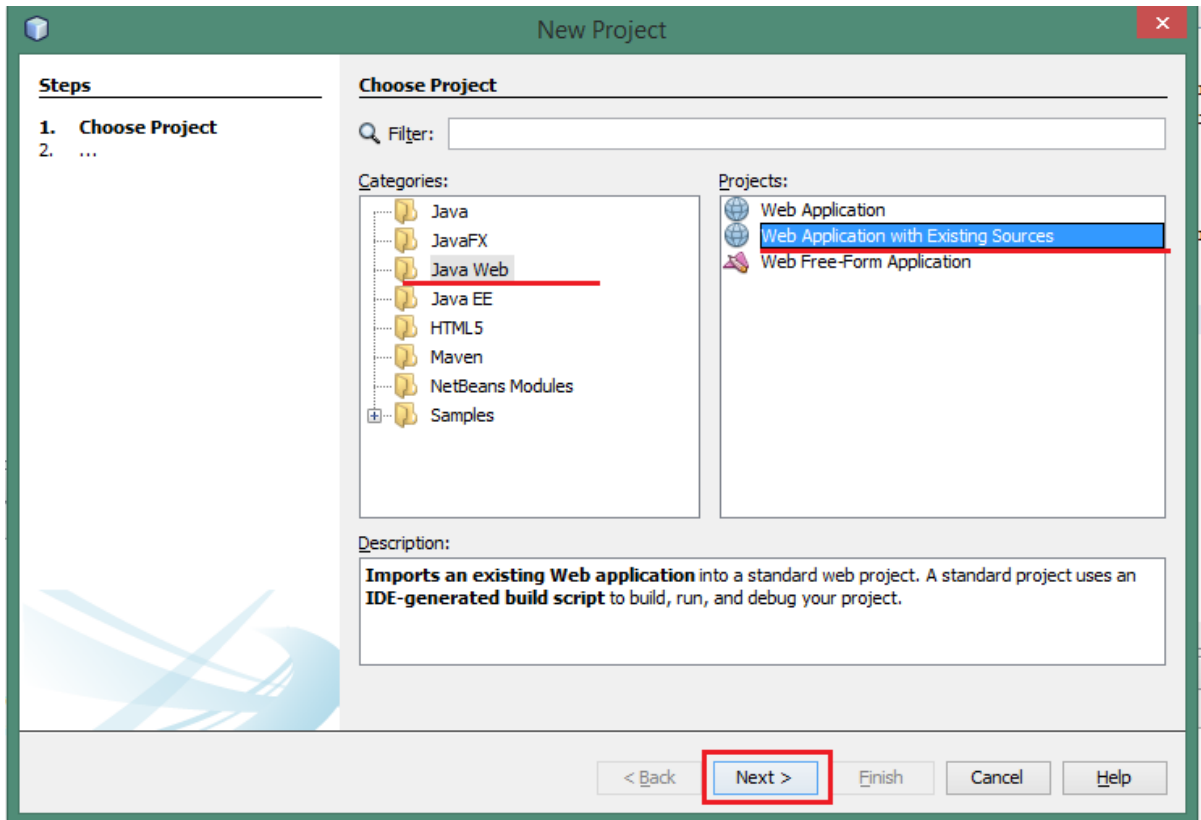 New Project
Steps
1. Choose Project
2. ...
Choose Project
Filter:
Categories:
Java
JavaFX
Java Web
Java EE
HTML5
Maven
NetBeans Modules
Samples
Projects:
Web Application
Web Application with Existing Sources
Web Free-Form Application
Description:
Imports an existing Web application into a standard web project. A standard project uses an
IDE-generated build script to build, run, and debug your project.
< Back
Next >
Finish
Cancel
Help